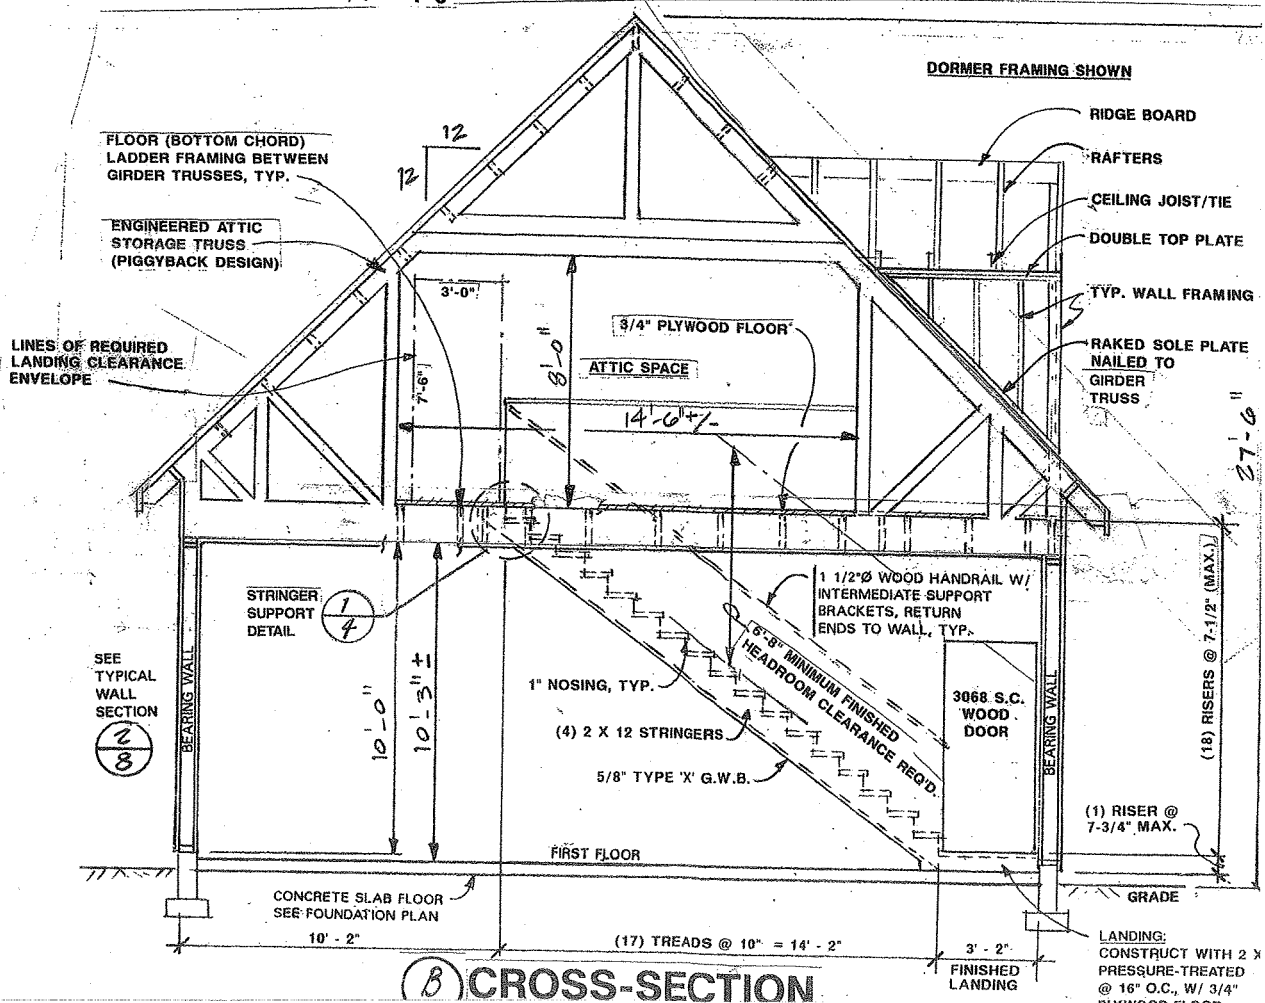 DORMER FRAMING SHOWN
RIDGE BOARD
RAFTERS
CEILING JOIST/TIE
DOUBLE TOP PLATE
TYP. WALL FRAMING
RAKED SOLE PLATE
NAILED TO
GIRDER
TRUSS
FLOOR (BOTTOM CHORD)
LADDER FRAMING BETWEEN
GIRDER TRUSSES, TYP.
12
12
ENGINEERED ATTIC
STORAGE TRUSS
(PIGGYBACK DESIGN)
LINES OF REQUIRED
LANDING CLEARANCE
ENVELOPE
3'-0"
7'-6"
8'-0"
3/4" PLYWOOD FLOOR
ATTIC SPACE
14'-6"+/-
27'-6"
STRINGER
SUPPORT
DETAIL
1
4
SEE
TYPICAL
WALL
SECTION
2
8
BEARING WALL
10'-0"
10'-3"±
1 1/2"Ø WOOD HANDRAIL W/
INTERMEDIATE SUPPORT
BRACKETS, RETURN
ENDS TO WALL, TYP.
6'-8" MINIMUM FINISHED
HEADROOM CLEARANCE REQ'D.
1" NOSING, TYP.
(4) 2 X 12 STRINGERS
5/8" TYPE 'X' G.W.B.
3068 S.C.
WOOD
DOOR
BEARING WALL
(18) RISERS @ 7-1/2" (MAX.)
(1) RISER @
7-3/4" MAX.
FIRST FLOOR
CONCRETE SLAB FLOOR
SEE FOUNDATION PLAN
GRADE
10' - 2"
(17) TREADS @ 10" = 14' - 2"
3' - 2"
FINISHED
LANDING
LANDING:
CONSTRUCT WITH 2 X
PRESSURE-TREATED
@ 16" O.C., W/ 3/4"
PLYWOOD FLOOR
B CROSS-SECTION